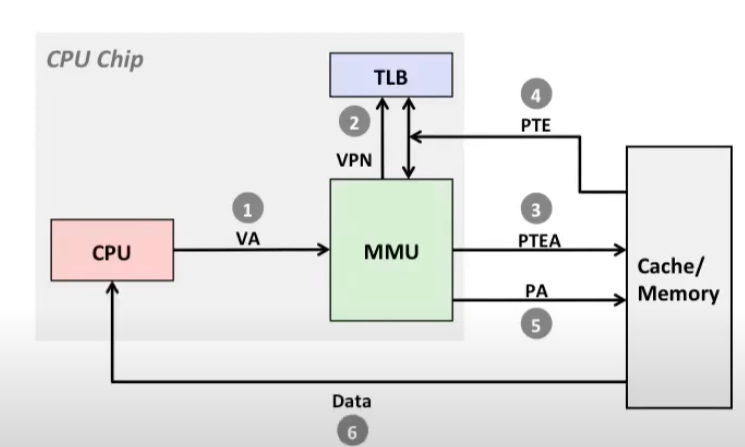 CPU Chip
TLB
4
2
PTE
VPN
1
3
VA
PTEA
CPU
MMU
Cache/
Memory
PA
5
Data
6